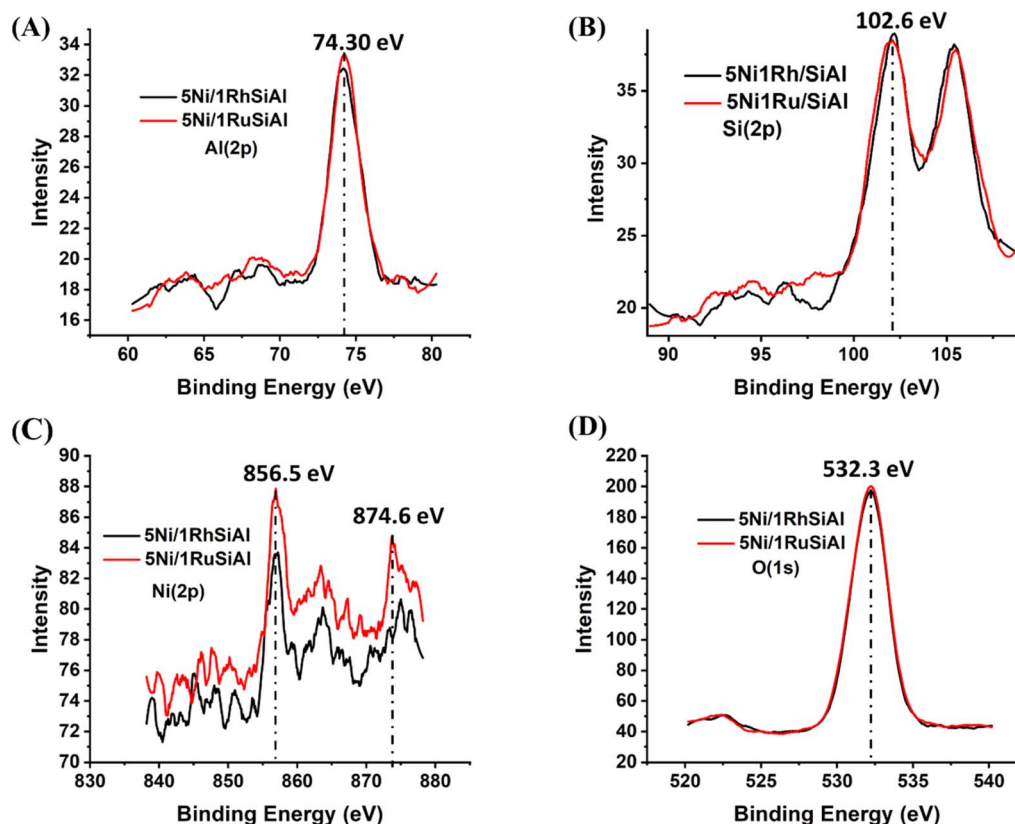 (A)
74.30 eV
34
32
30
28
26
24
22
20
18
16
Intensity
5Ni/1RhSiAl
5Ni/1RuSiAl
Al(2p)
60
65
70
75
80
Binding Energy (eV)
(B)
102.6 eV
35
30
25
20
Intensity
5Ni1Rh/SiAl
5Ni1Ru/SiAl
Si(2p)
90
95
100
105
Binding Energy (eV)
(C)
856.5 eV
874.6 eV
90
88
86
84
82
80
78
76
74
72
70
Intensity
5Ni/1RhSiAl
5Ni/1RuSiAl
Ni(2p)
830
840
850
860
870
880
Binding Energy (eV)
(D)
532.3 eV
220
200
180
160
140
120
100
80
60
40
20
Intensity
5Ni/1RhSiAl
5Ni/1RuSiAl
O(1s)
520
525
530
535
540
Binding Energy (eV)